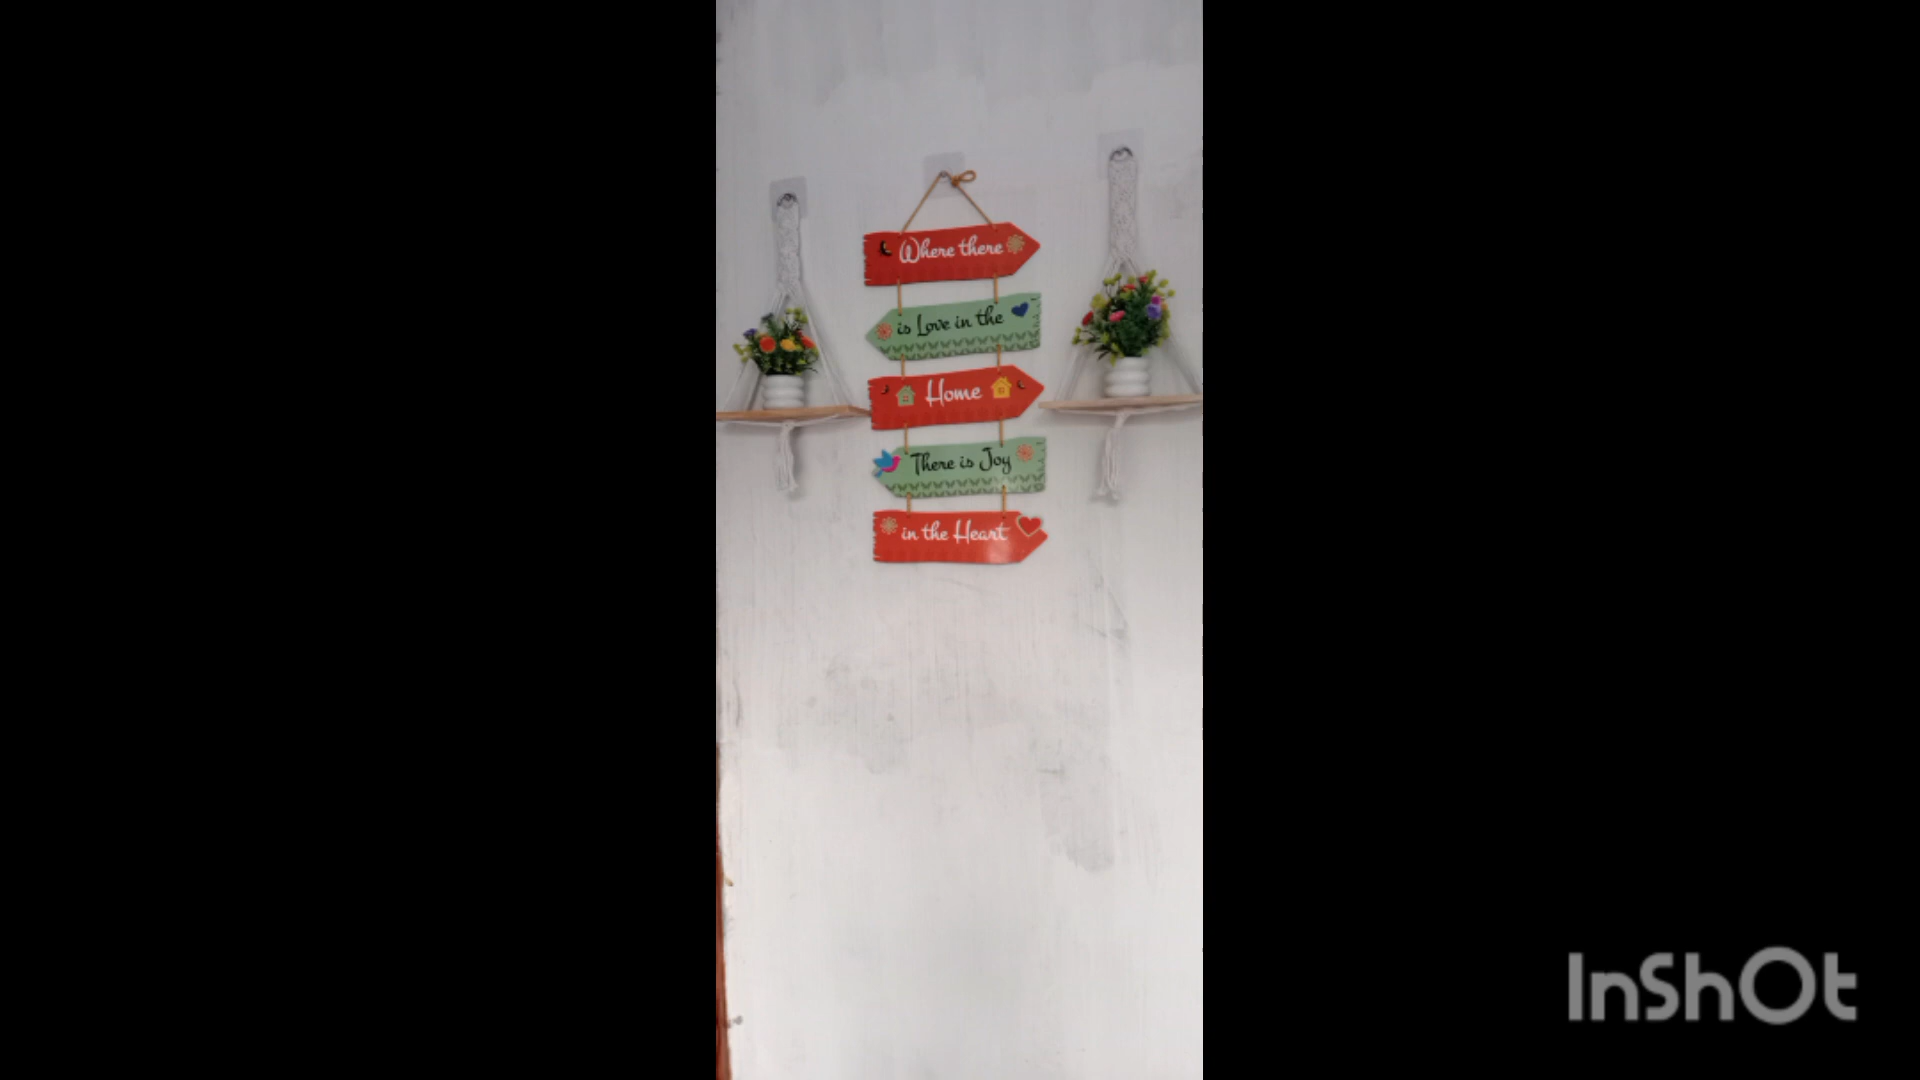 Where there
is Love in the
Home
There is Joy
in the Heart
InShOt